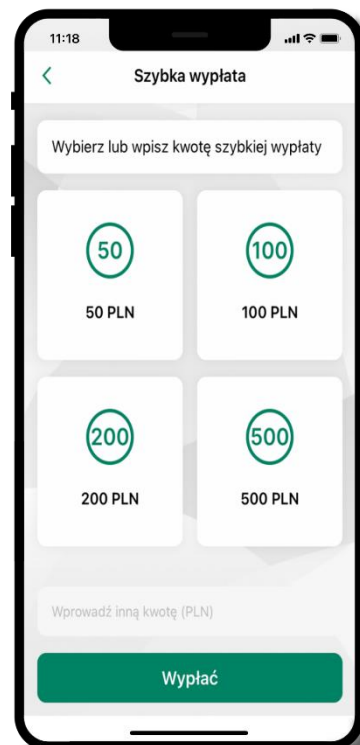 11:18
Szybka wypłata
Wybierz lub wpisz kwotę szybkiej wypłaty
50
100
50 PLN
100 PLN
200
500
200 PLN
500 PLN
Wprowadź inną kwotę (PLN)
Wypłać